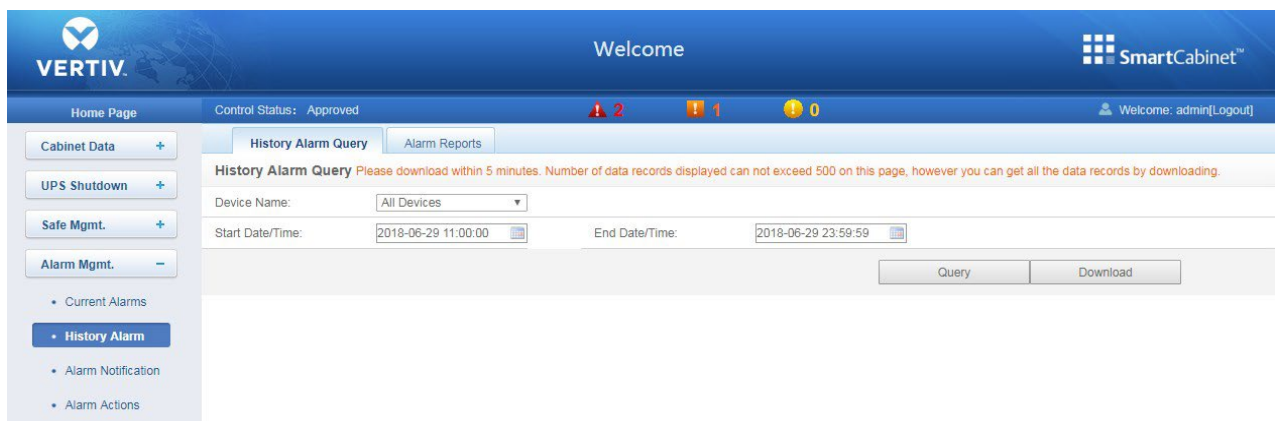 VERTIV.
Welcome
SmartCabinet™
Home Page
Control Status: Approved
2
1
0
Welcome: admin[Logout]
Cabinet Data +
UPS Shutdown +
Safe Mgmt. +
Alarm Mgmt. −
• Current Alarms
• History Alarm
• Alarm Notification
• Alarm Actions
History Alarm Query
Alarm Reports
History Alarm Query Please download within 5 minutes. Number of data records displayed can not exceed 500 on this page, however you can get all the data records by downloading.
Device Name: All Devices
Start Date/Time: 2018-06-29 11:00:00 End Date/Time: 2018-06-29 23:59:59
Query Download